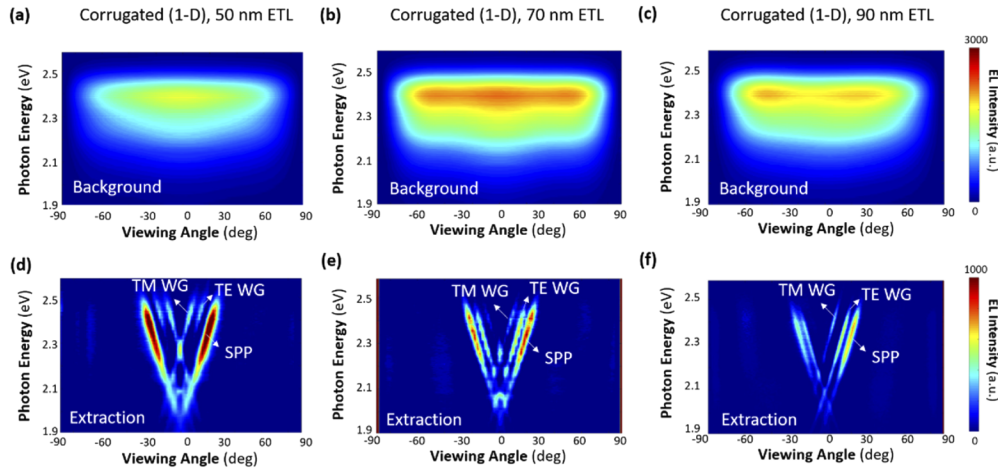 (a) Corrugated (1-D), 50 nm ETL
(b) Corrugated (1-D), 70 nm ETL
(c) Corrugated (1-D), 90 nm ETL
Photon Energy (eV)
2.5
2.3
2.1
1.9
Background
-90 -60 -30 0 30 60 90
Viewing Angle (deg)
Photon Energy (eV)
2.5
2.3
2.1
1.9
Background
-90 -60 -30 0 30 60 90
Viewing Angle (deg)
Photon Energy (eV)
2.5
2.3
2.1
1.9
Background
-90 -60 -30 0 30 60 90
Viewing Angle (deg)
3000
EL Intensity (a.u.)
0
(d)
Photon Energy (eV)
2.5
2.3
2.1
1.9
TM WG
TE WG
SPP
Extraction
-90 -60 -30 0 30 60 90
Viewing Angle (deg)
(e)
Photon Energy (eV)
2.5
2.3
2.1
1.9
TM WG
TE WG
SPP
Extraction
-90 -60 -30 0 30 60 90
Viewing Angle (deg)
(f)
Photon Energy (eV)
2.5
2.3
2.1
1.9
TM WG
TE WG
SPP
Extraction
-90 -60 -30 0 30 60 90
Viewing Angle (deg)
1000
EL Intensity (a.u.)
0